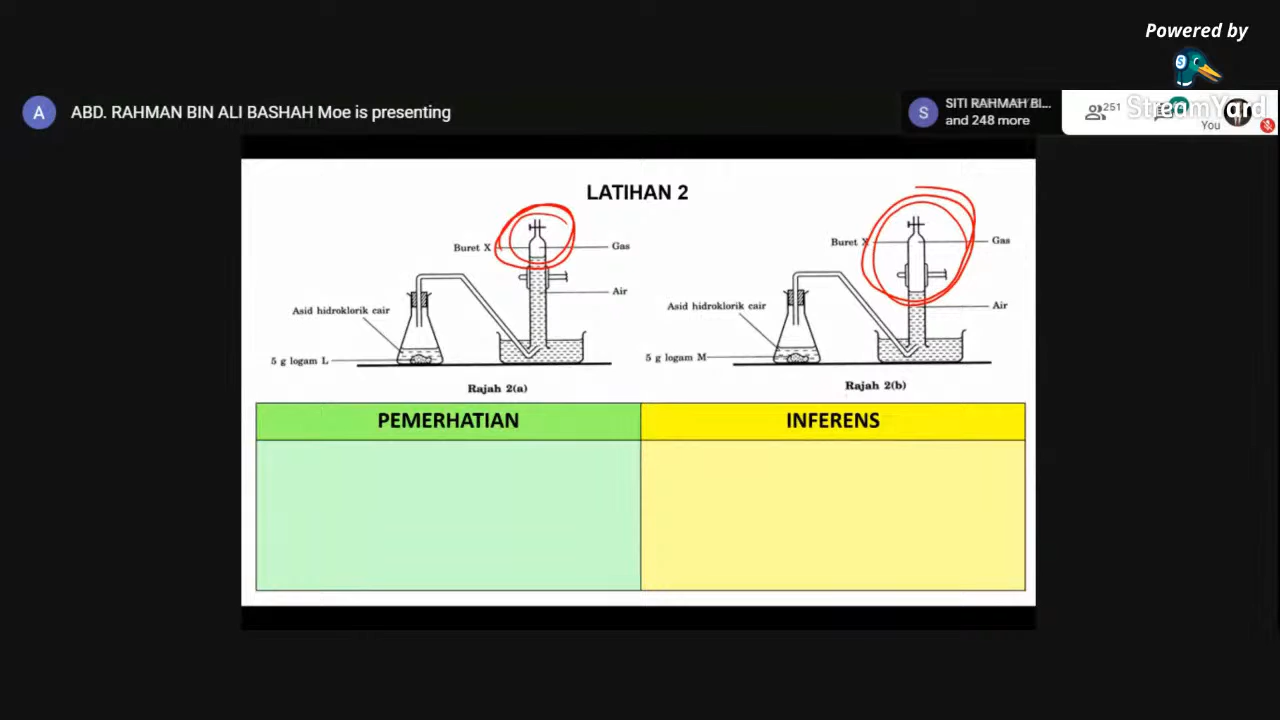 Powered by
StreamYard
S
A
ABD. RAHMAN BIN ALI BASHAH Moe is presenting
S
SITI RAHMAH BI...
and 248 more
251
You
LATIHAN 2
Buret X
Gas
Air
Asid hidroklorik cair
5 g logam L
Rajah 2(a)
Buret X
Gas
Air
Asid hidroklorik cair
5 g logam M
Rajah 2(b)
PEMERHATIAN
INFERENS